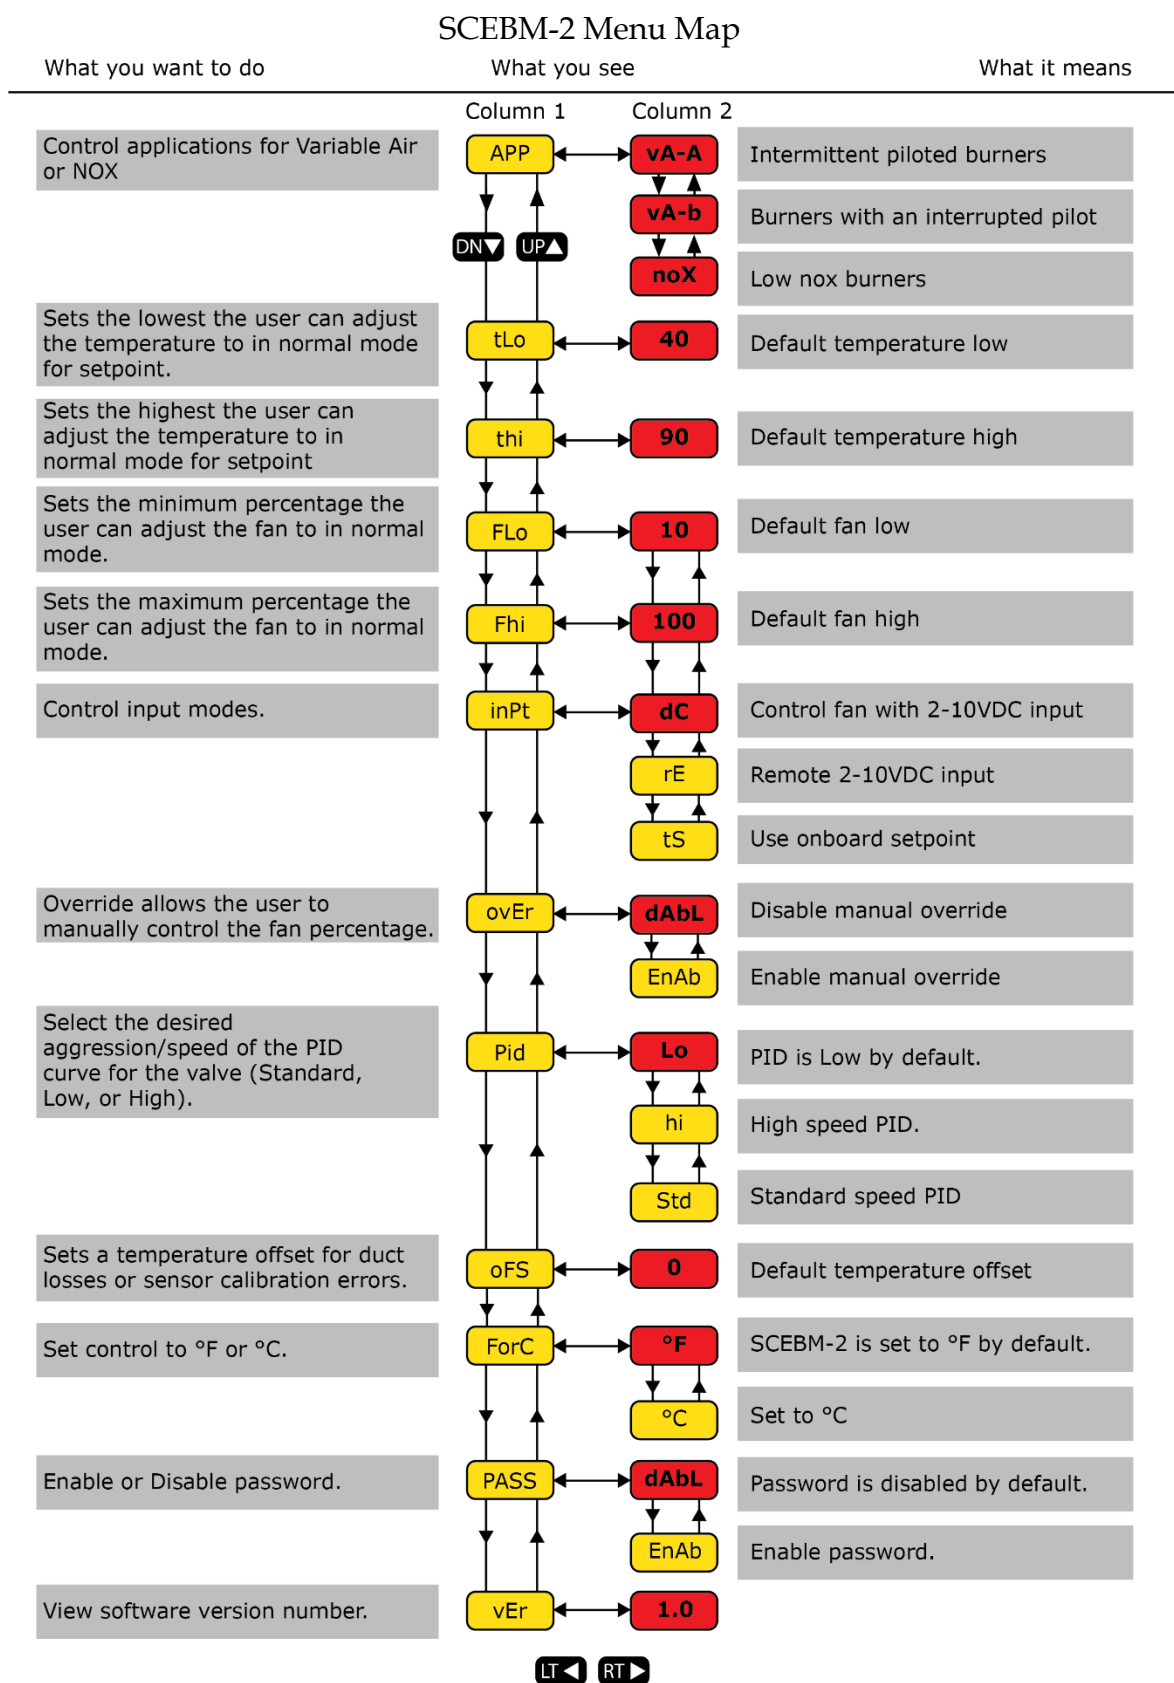 SCEBM-2 Menu Map
What you want to do
What you see
What it means
Column 1
Column 2
Control applications for Variable Air
or NOX
APP
vA-A
Intermittent piloted burners
vA-b
Burners with an interrupted pilot
DN▼
UP▲
noX
Low nox burners
Sets the lowest the user can adjust
the temperature to in normal mode
for setpoint.
tLo
40
Default temperature low
Sets the highest the user can
adjust the temperature to in
normal mode for setpoint
thi
90
Default temperature high
Sets the minimum percentage the
user can adjust the fan to in normal
mode.
FLo
10
Default fan low
Sets the maximum percentage the
user can adjust the fan to in normal
mode.
Fhi
100
Default fan high
Control input modes.
inPt
dC
Control fan with 2-10VDC input
rE
Remote 2-10VDC input
tS
Use onboard setpoint
Override allows the user to
manually control the fan percentage.
ovEr
dAbL
Disable manual override
EnAb
Enable manual override
Select the desired
aggression/speed of the PID
curve for the valve (Standard,
Low, or High).
Pid
Lo
PID is Low by default.
hi
High speed PID.
Std
Standard speed PID
Sets a temperature offset for duct
losses or sensor calibration errors.
oFS
0
Default temperature offset
Set control to °F or °C.
ForC
°F
SCEBM-2 is set to °F by default.
°C
Set to °C
Enable or Disable password.
PASS
dAbL
Password is disabled by default.
EnAb
Enable password.
View software version number.
vEr
1.0
LT◀
RT▶